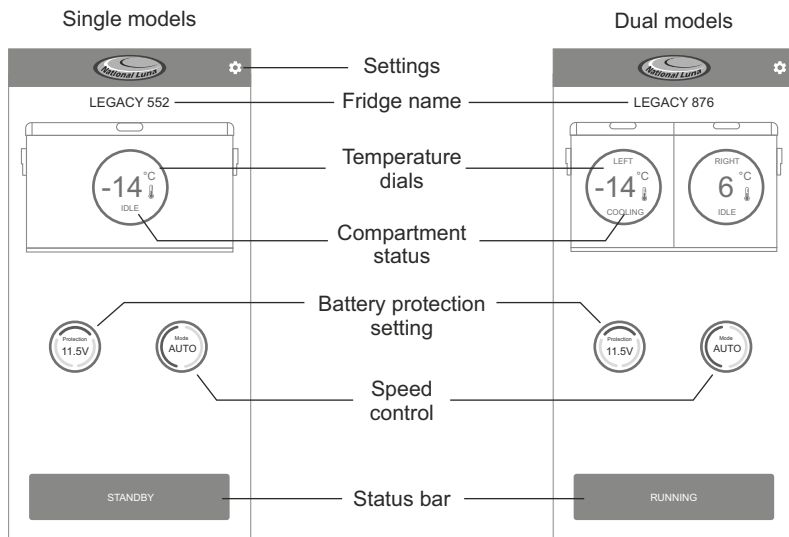 Single models
Dual models
National Luna
Settings
National Luna
LEGACY 552
Fridge name
LEGACY 876
Temperature
dials
-14 °C
IDLE
LEFT
-14 °C
COOLING
RIGHT
6 °C
IDLE
Compartment
status
Battery protection
setting
Protection
11.5V
Mode
AUTO
Protection
11.5V
Mode
AUTO
Speed
control
STANDBY
Status bar
RUNNING